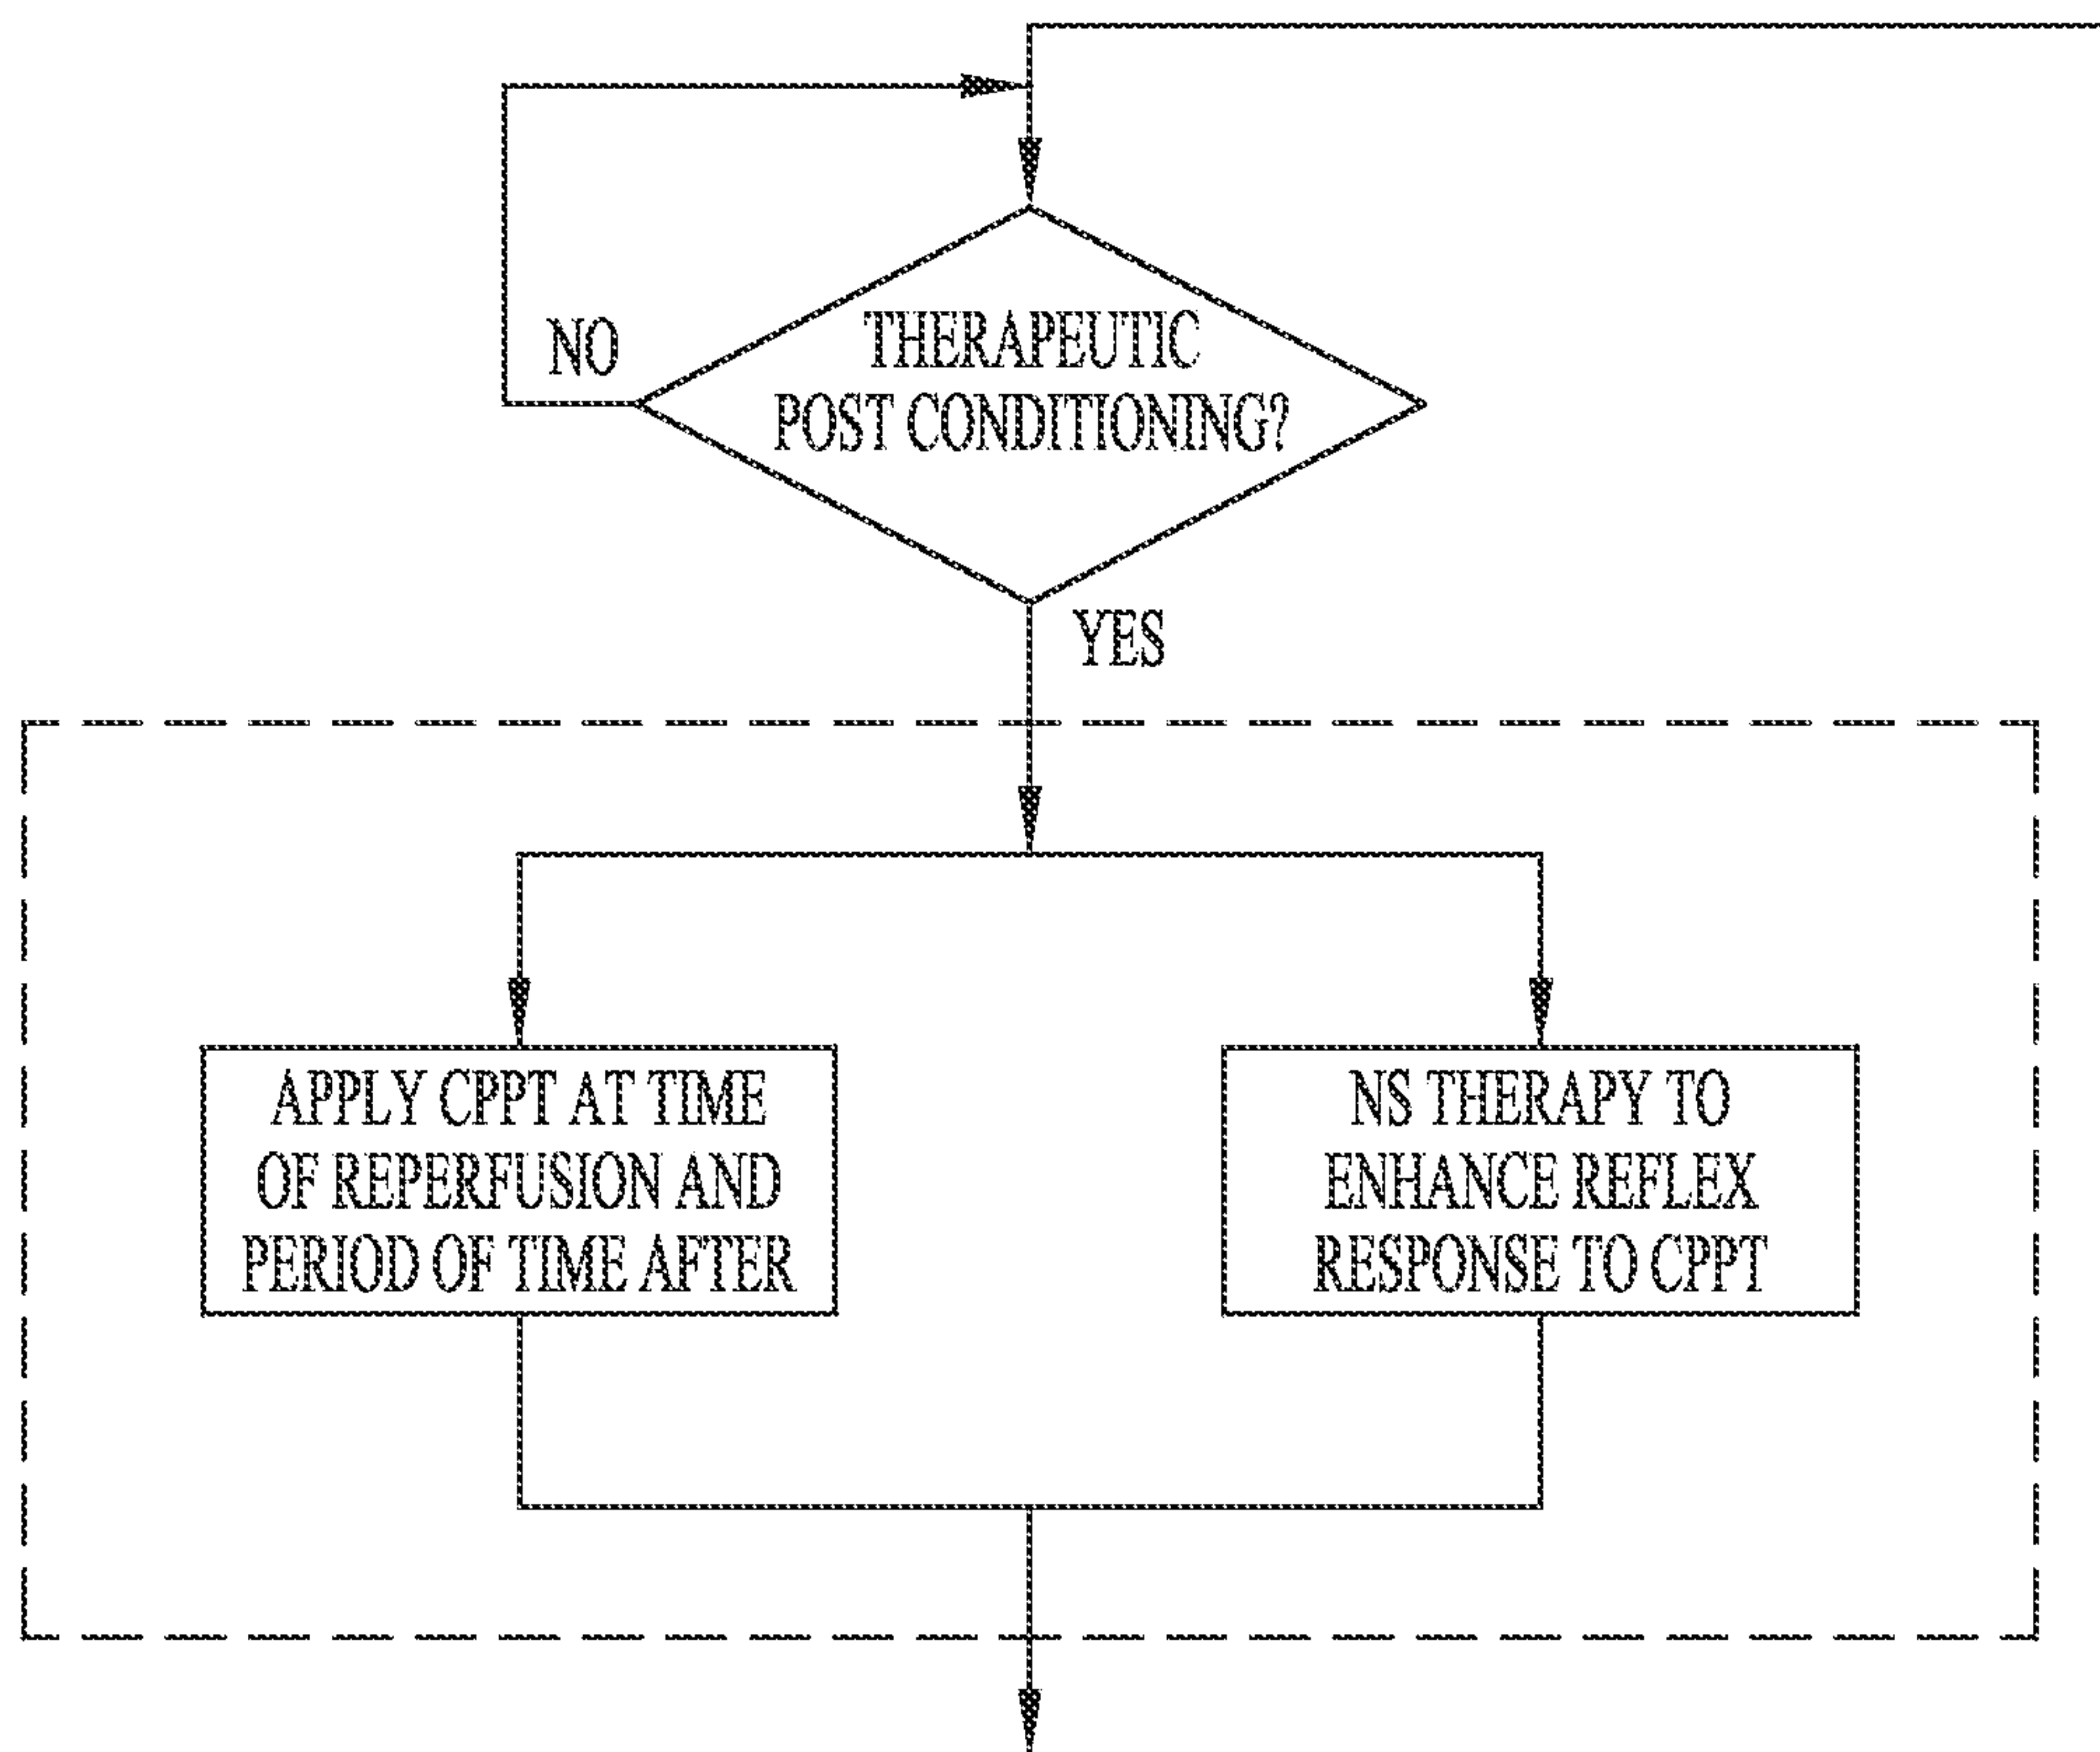 THERAPEUTIC
POST CONDITIONING?
NO
YES
APPLY CPPT AT TIME
OF REPERFUSION AND
PERIOD OF TIME AFTER
NS THERAPY TO
ENHANCE REFLEX
RESPONSE TO CPPT